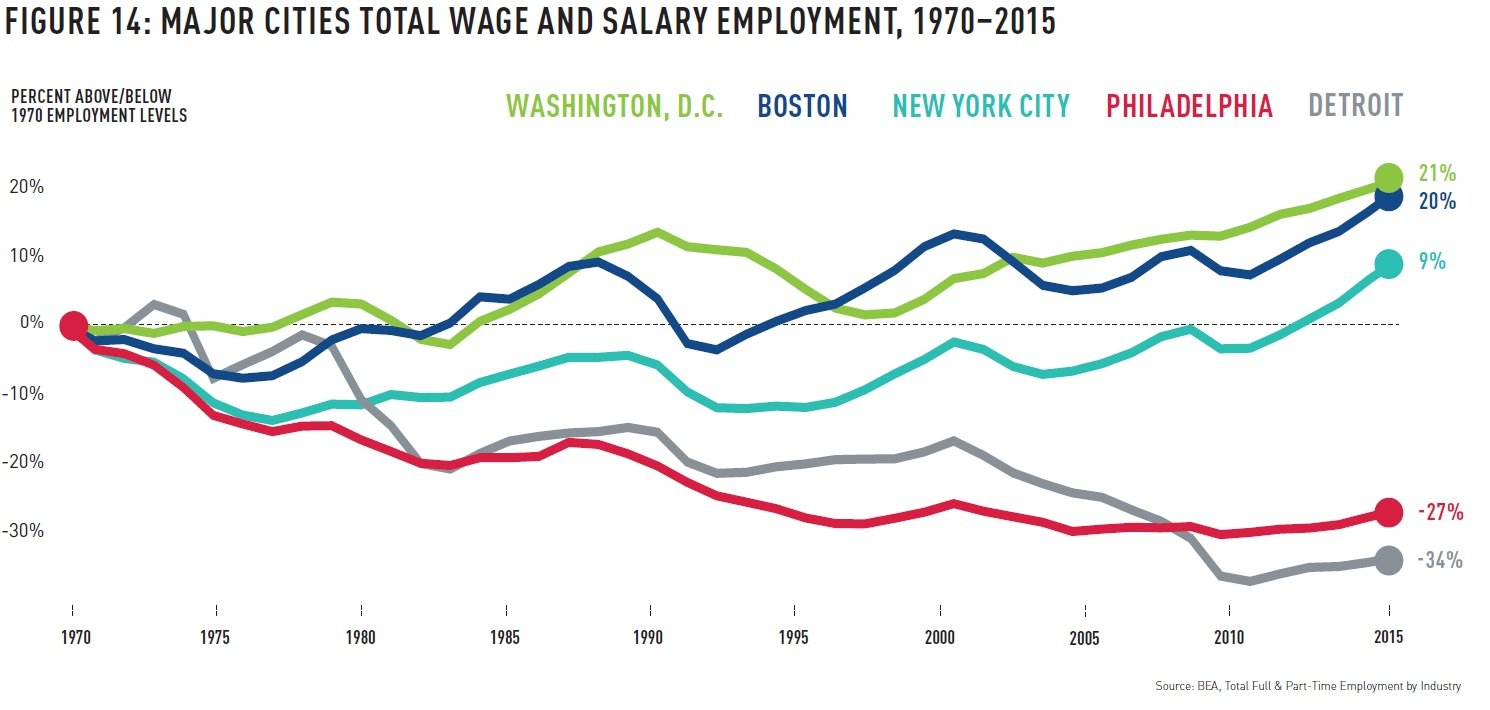 FIGURE 14: MAJOR CITIES TOTAL WAGE AND SALARY EMPLOYMENT, 1970–2015
PERCENT ABOVE/BELOW
1970 EMPLOYMENT LEVELS
WASHINGTON, D.C. BOSTON NEW YORK CITY PHILADELPHIA DETROIT
20%
10%
0%
-10%
-20%
-30%
21%
20%
9%
-27%
-34%
1970 1975 1980 1985 1990 1995 2000 2005 2010 2015
Source: BEA, Total Full & Part-Time Employment by Industry